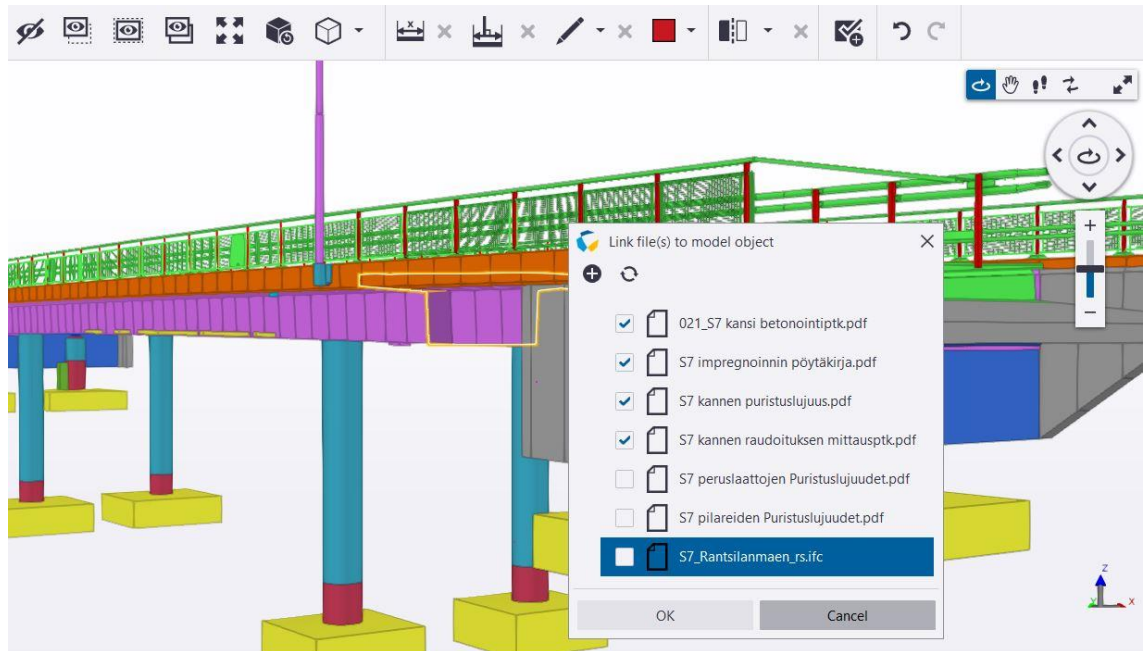 Link file(s) to model object
021_S7 kansi betonointiptk.pdf
S7 impregnoinnin pöytäkirja.pdf
S7 kannen puristuslujuus.pdf
S7 kannen raudoituksen mittausptk.pdf
S7 peruslaattojen Puristuslujuudet.pdf
S7 pilareiden Puristuslujuudet.pdf
S7_Rantsilanmaen_rs.ifc
OK
Cancel
z
y
x